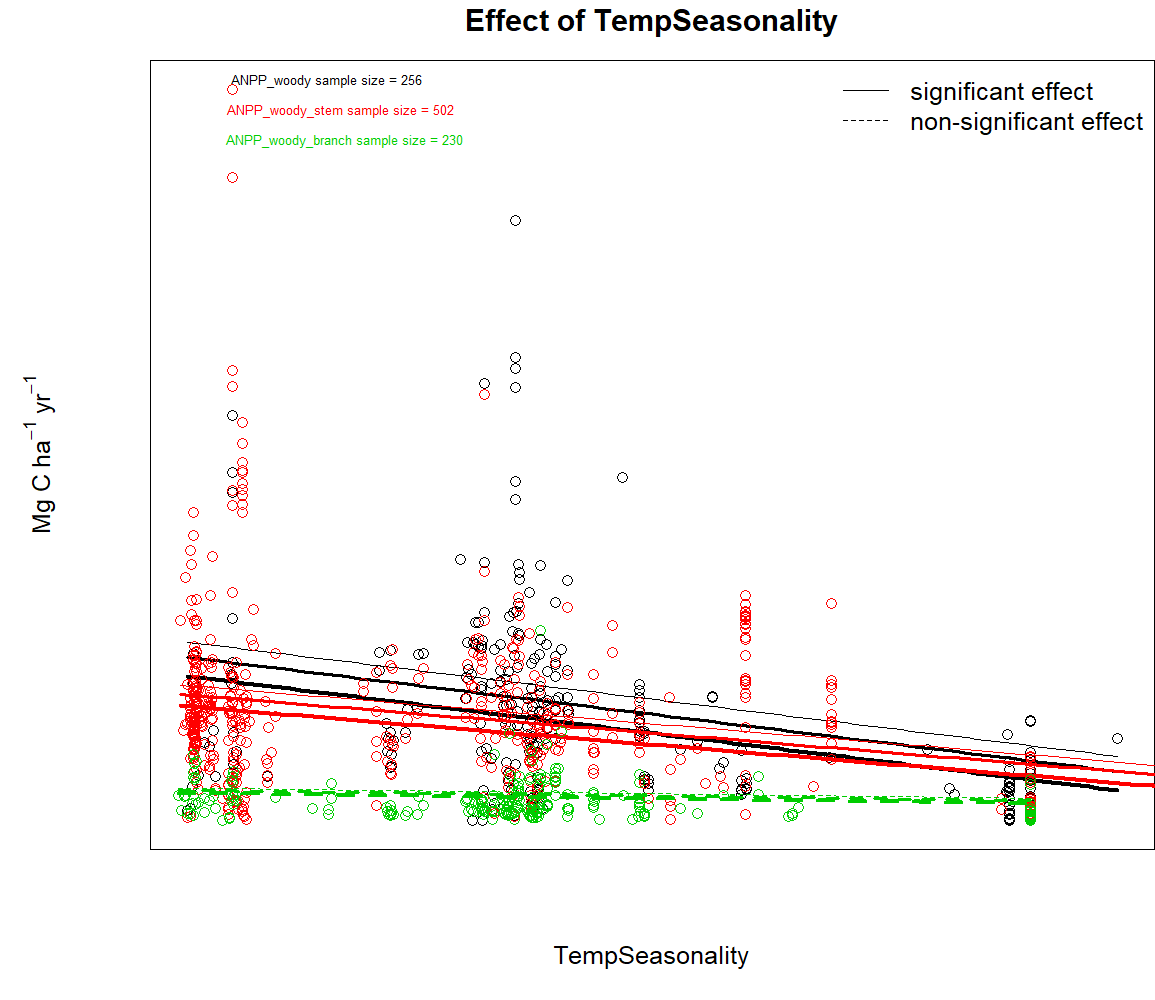 Effect of TempSeasonality
ANPP_woody sample size = 256
ANPP_woody_stem sample size = 502
ANPP_woody_branch sample size = 230
significant effect
non-significant effect
Mg C ha⁻¹ yr⁻¹
TempSeasonality